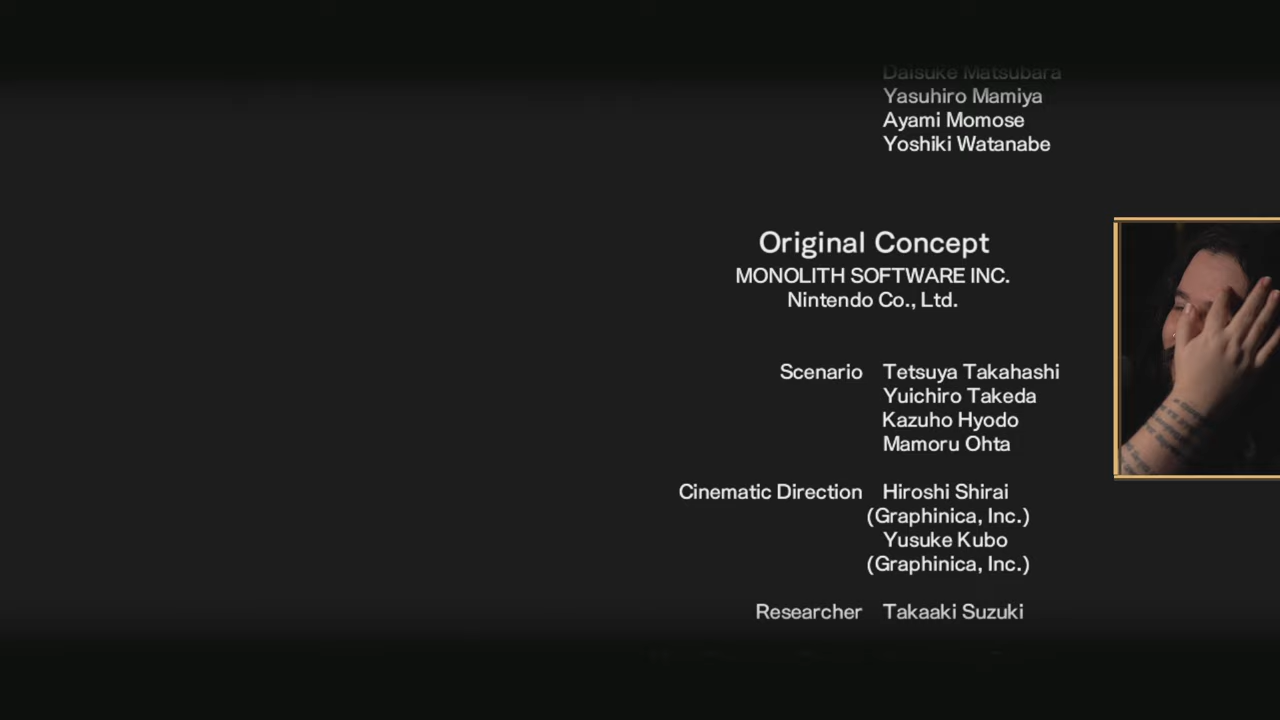 Daisuke Matsubara
Yasuhiro Mamiya
Ayami Momose
Yoshiki Watanabe
Original Concept
MONOLITH SOFTWARE INC.
Nintendo Co., Ltd.
Scenario Tetsuya Takahashi
Yuichiro Takeda
Kazuho Hyodo
Mamoru Ohta
Cinematic Direction Hiroshi Shirai
(Graphinica, Inc.)
Yusuke Kubo
(Graphinica, Inc.)
Researcher Takaaki Suzuki